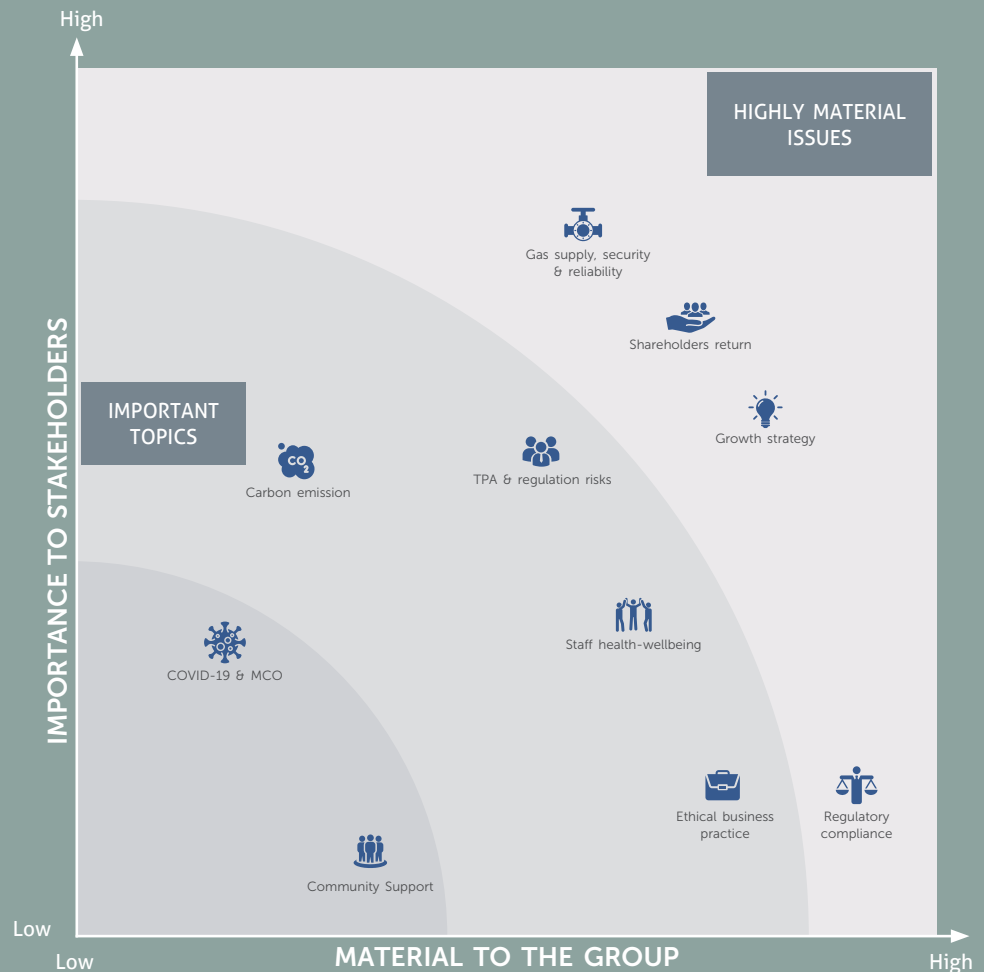 High
HIGHLY MATERIAL
ISSUES
Gas supply, security
& reliability
Shareholders return
IMPORTANT
TOPICS
Growth strategy
Carbon emission
CO2
TPA & regulation risks
IMPORTANCE TO STAKEHOLDERS
Staff health-wellbeing
COVID-19 & MCO
Ethical business
practice
Regulatory
compliance
Community Support
Low
Low
MATERIAL TO THE GROUP
High